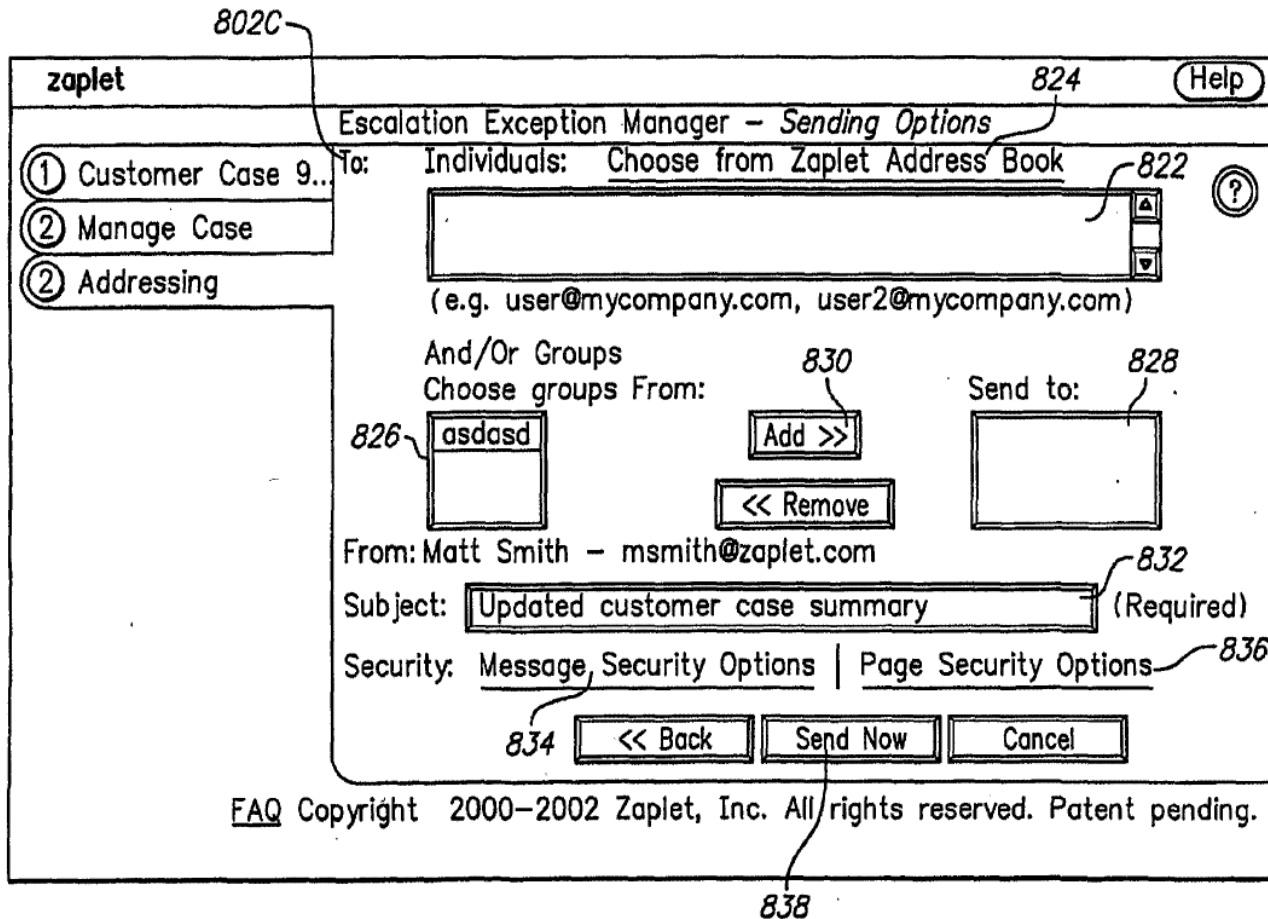 802C
zaplet
824
Help
Escalation Exception Manager – Sending Options
1 Customer Case 9...
2 Manage Case
2 Addressing
To: Individuals: Choose from Zaplet Address Book
822
?
(e.g. user@mycompany.com, user2@mycompany.com)
And/Or Groups
Choose groups From:
830
Send to:
828
826
asdasd
Add >>
<< Remove
From: Matt Smith – msmith@zaplet.com
832
Subject: Updated customer case summary (Required)
Security: Message Security Options | Page Security Options
836
834
<< Back Send Now Cancel
FAQ Copyright 2000–2002 Zaplet, Inc. All rights reserved. Patent pending.
838